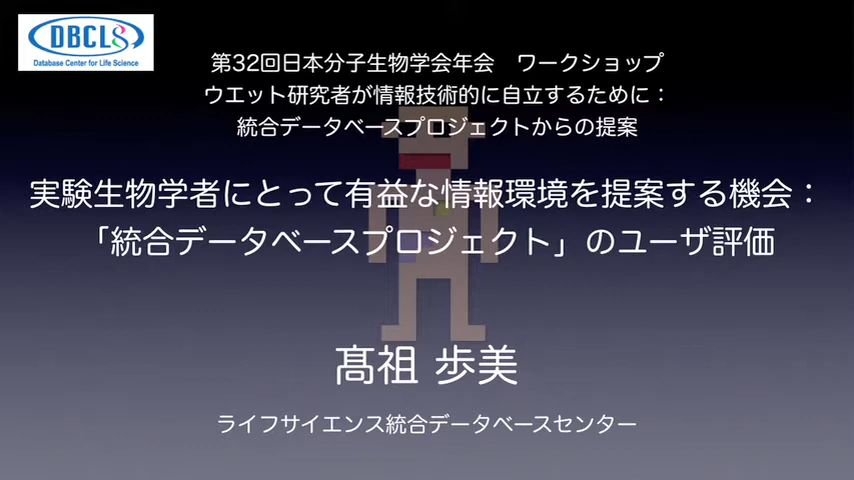 DBCLS
Database Center for Life Science
第32回日本分子生物学会年会　ワークショップ
ウエット研究者が情報技術的に自立するために：
統合データベースプロジェクトからの提案
実験生物学者にとって有益な情報環境を提案する機会：
「統合データベースプロジェクト」のユーザ評価
髙祖 歩美
ライフサイエンス統合データベースセンター